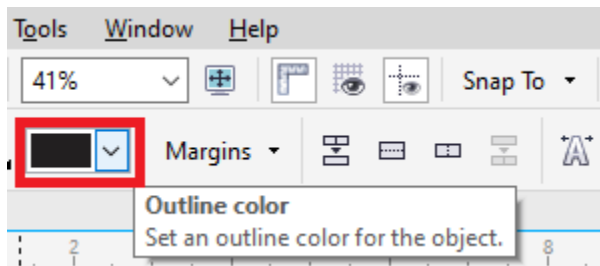 Tools Window Help
41% Snap To
Margins A
Outline color
Set an outline color for the object.
2 8